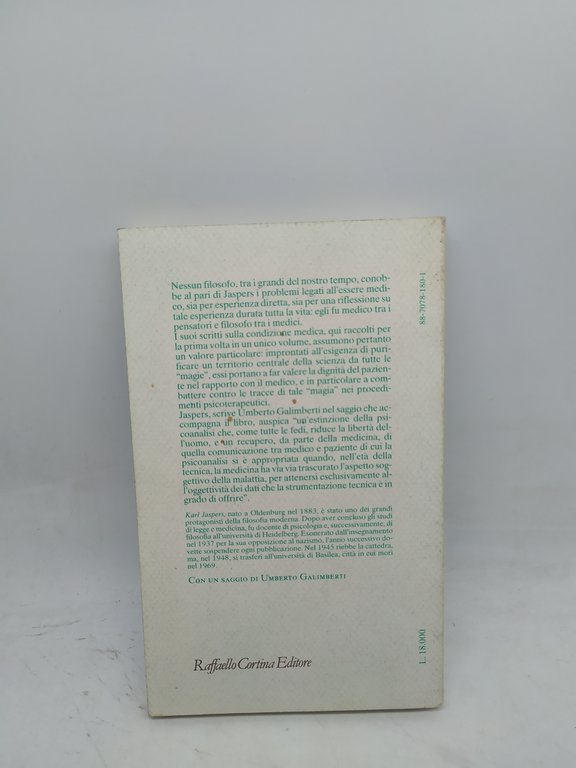 Nessun filosofo, tra i grandi del nostro tempo, conob-
be al pari di Jaspers i problemi legati all'essere medi-
co, sia per esperienza diretta, sia per una riflessione su
tale esperienza durata tutta la vita: egli fu medico tra i
pensatori e filosofo tra i medici.
I suoi scritti sulla condizione medica, qui raccolti per
la prima volta in un unico volume, assumono pertanto
un valore particolare: improntati all'esigenza di puri-
ficare un territorio centrale della scienza da tutte le
"magie", essi portano a far valere la dignità del pazien-
te nel rapporto con il medico, e in particolare a com-
battere contro le tracce di tale "magia" nei procedi-
menti psicoterapeutici.
Jaspers, scrive Umberto Galimberti nel saggio che ac-
compagna il libro, auspica "un'estinzione della psi-
coanalisi che, come tutte le fedi, riduce la libertà del-
l'uomo, e un recupero, da parte della medicina, di
quella comunicazione tra medico e paziente di cui la
psicoanalisi si è appropriata quando, nell'età della
tecnica, la medicina ha via via trascurato l'aspetto sog-
gettivo della malattia, per attenersi esclusivamente al-
l'oggettività dei dati che la strumentazione tecnica è in
grado di offrire".
Karl Jaspers, nato a Oldenburg nel 1883, è stato uno dei grandi
protagonisti della filosofia moderna. Dopo aver concluso gli studi
di legge e medicina, fu docente di psicologia e, successivamente, di
filosofia all'università di Heidelberg. Esonerato dall'insegnamento
nel 1937 per la sua opposizione al nazismo, l'anno successivo do-
vette sospendere ogni pubblicazione. Nel 1945 riebbe la cattedra,
ma, nel 1948, si trasferì all'università di Basilea, città in cui morì
nel 1969.
CON UN SAGGIO DI UMBERTO GALIMBERTI
Raffaello Cortina Editore
88-7078-180-1
L. 18.000